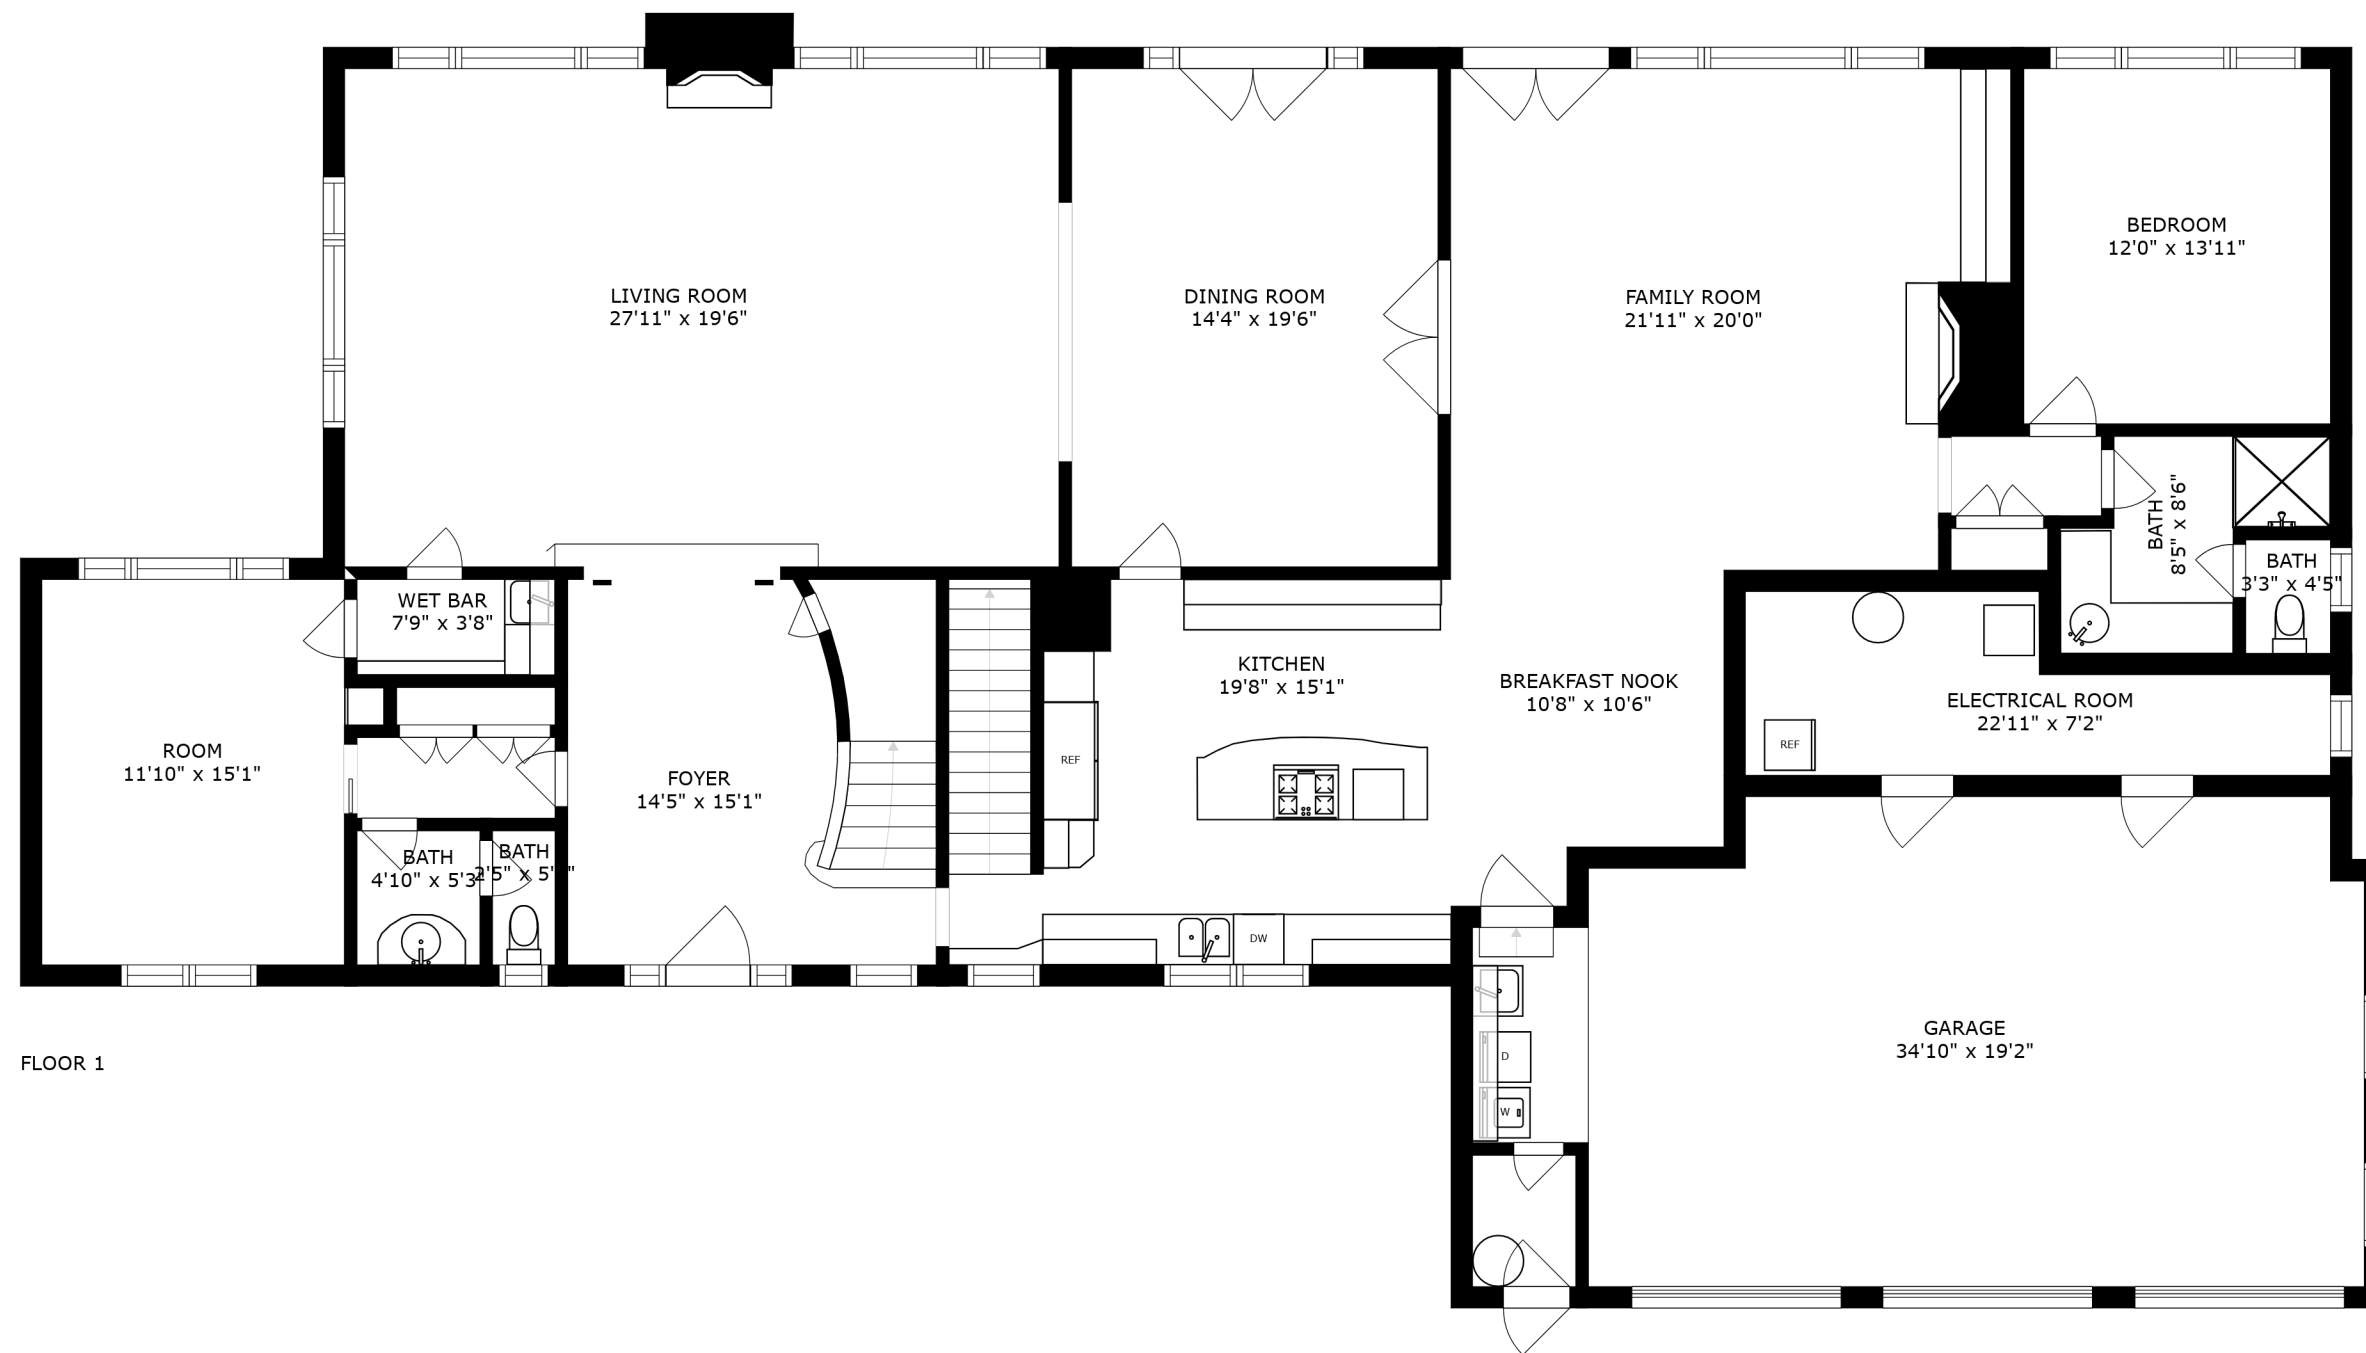 BEDROOM
12'0" x 13'11"
LIVING ROOM
27'11" x 19'6"
DINING ROOM
14'4" x 19'6"
FAMILY ROOM
21'11" x 20'0"
BATH
8'5" x 8'6"
BATH
3'3" x 4'5"
WET BAR
7'9" x 3'8"
KITCHEN
19'8" x 15'1"
BREAKFAST NOOK
10'8" x 10'6"
ELECTRICAL ROOM
22'11" x 7'2"
REF
REF
ROOM
11'10" x 15'1"
FOYER
14'5" x 15'1"
BATH
4'10" x 5'3"
BATH
DW
GARAGE
34'10" x 19'2"
D
W
FLOOR 1